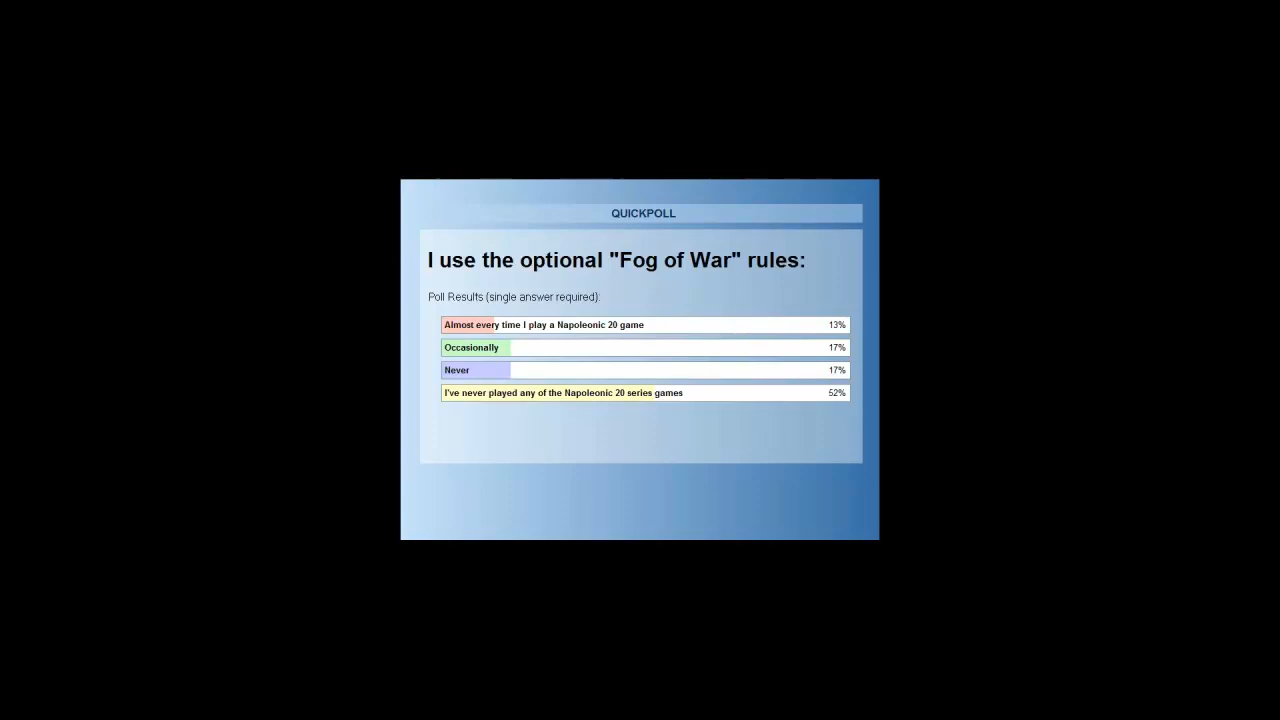 QUICKPOLL
I use the optional "Fog of War" rules:
Poll Results (single answer required):
Almost every time I play a Napoleonic 20 game 13%
Occasionally 17%
Never 17%
I've never played any of the Napoleonic 20 series games 52%